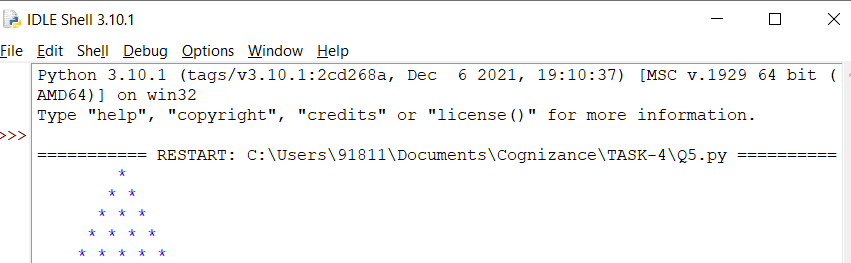 IDLE Shell 3.10.1
File Edit Shell Debug Options Window Help
Python 3.10.1 (tags/v3.10.1:2cd268a, Dec  6 2021, 19:10:37) [MSC v.1929 64 bit (
AMD64)] on win32
Type "help", "copyright", "credits" or "license()" for more information.
>>>
=========== RESTART: C:\Users\91811\Documents\Cognizance\TASK-4\Q5.py ==========
        *
       * *
      * * *
     * * * *
    * * * * *